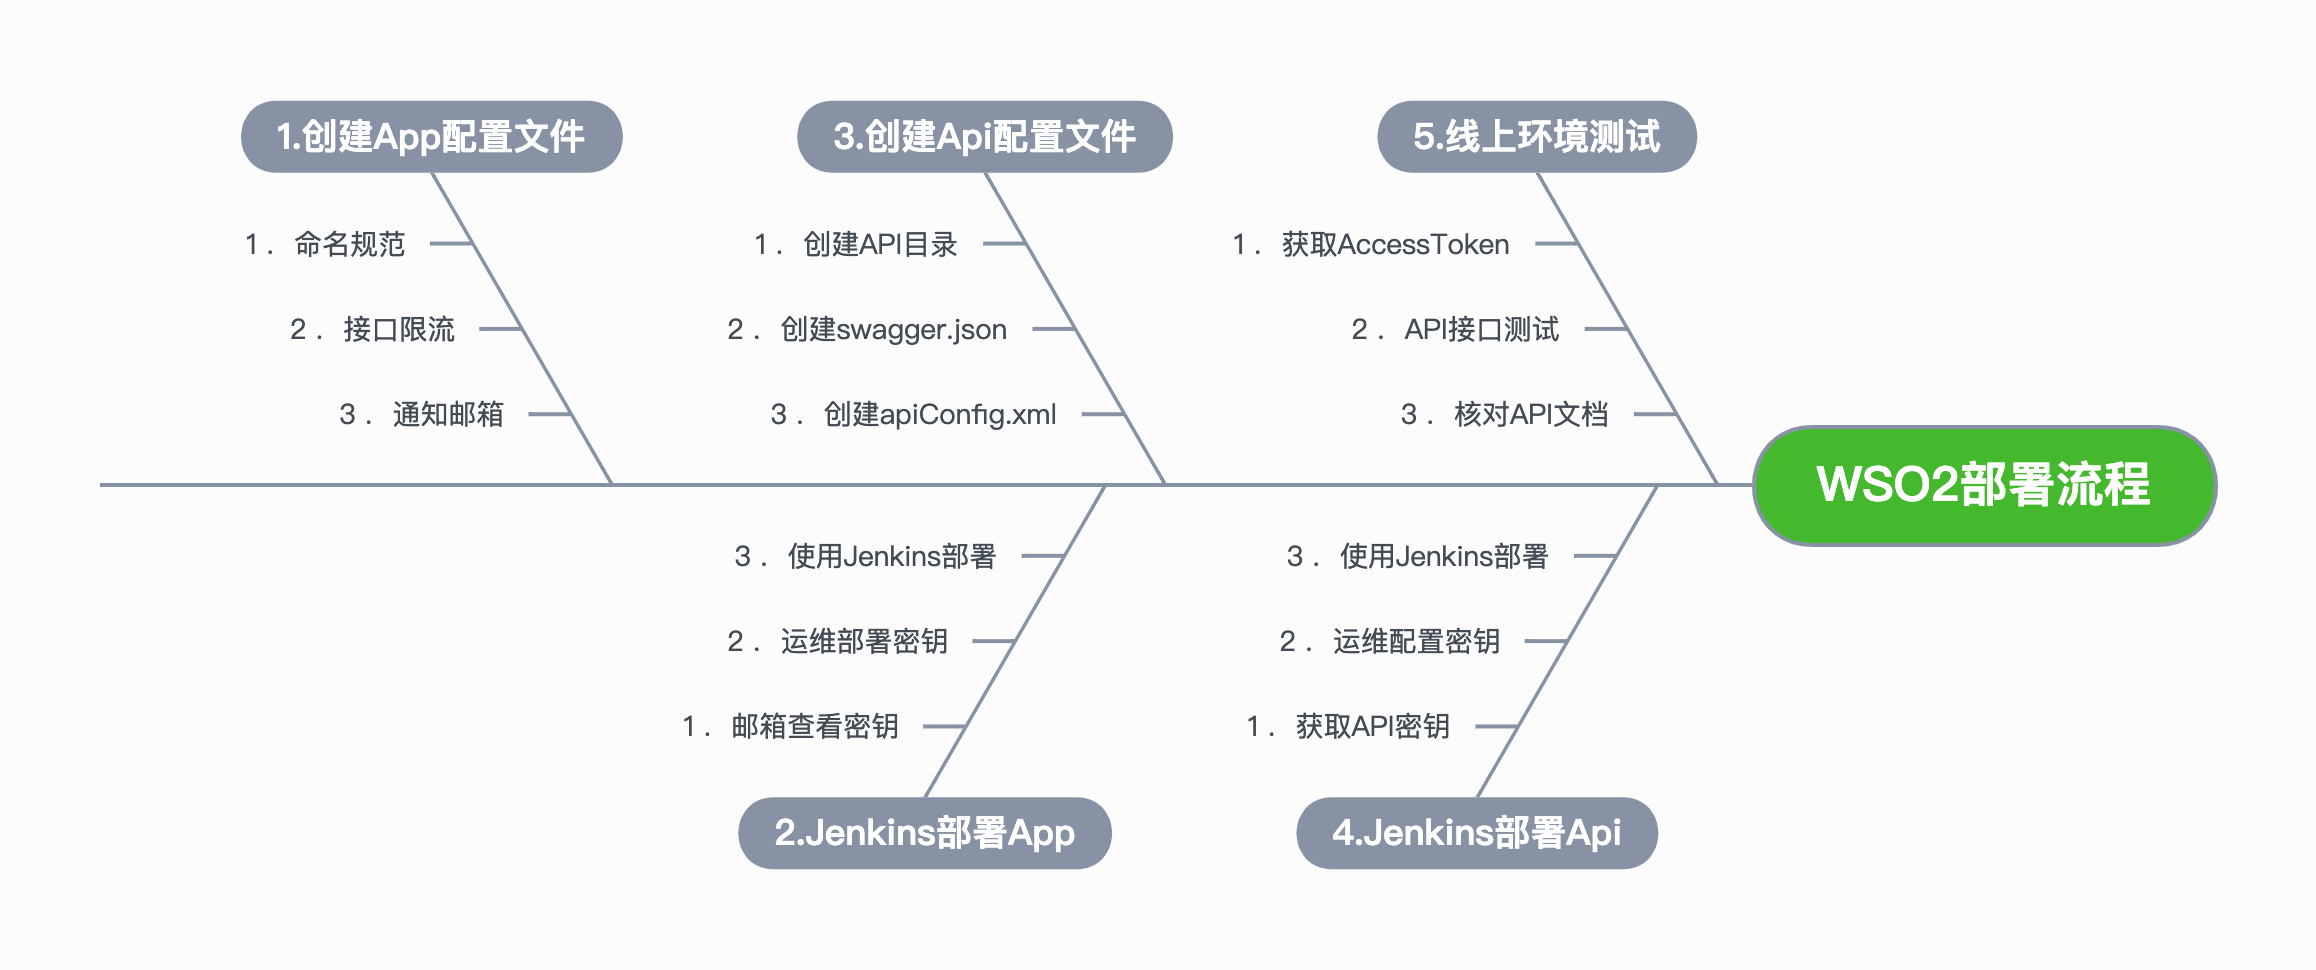 1.创建App配置文件
1. 命名规范
2. 接口限流
3. 通知邮箱
3.创建Api配置文件
1. 创建API目录
2. 创建swagger.json
3. 创建apiConfig.xml
5.线上环境测试
1. 获取AccessToken
2. API接口测试
3. 核对API文档
WSO2部署流程
3. 使用Jenkins部署
2. 运维部署密钥
1. 邮箱查看密钥
2.Jenkins部署App
3. 使用Jenkins部署
2. 运维配置密钥
1. 获取API密钥
4.Jenkins部署Api